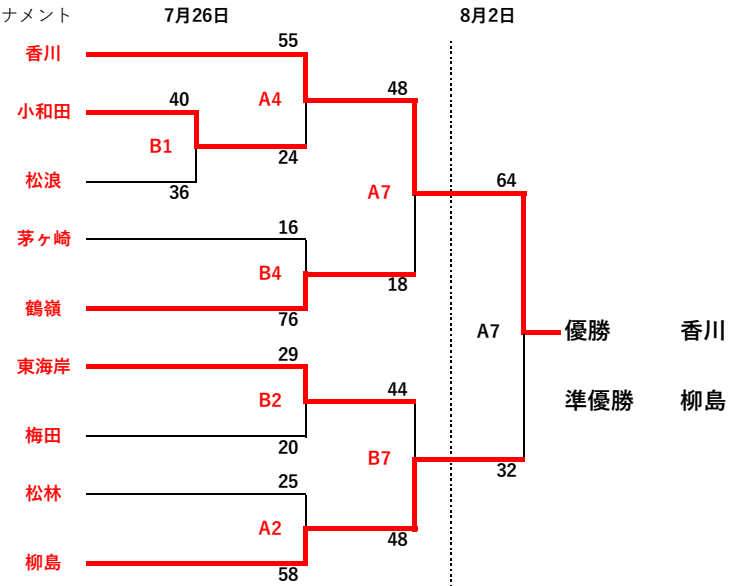 ナメント 7月26日 8月2日
55
香川
48
40 A4
小和田
B1
24
64
松浪
36 A7
16
茅ヶ崎
B4
18
鶴嶺
76
A7 優勝 香川
29
東海岸
44
B2 準優勝 柳島
梅田
20
B7
32
25
松林
A2
48
柳島
58